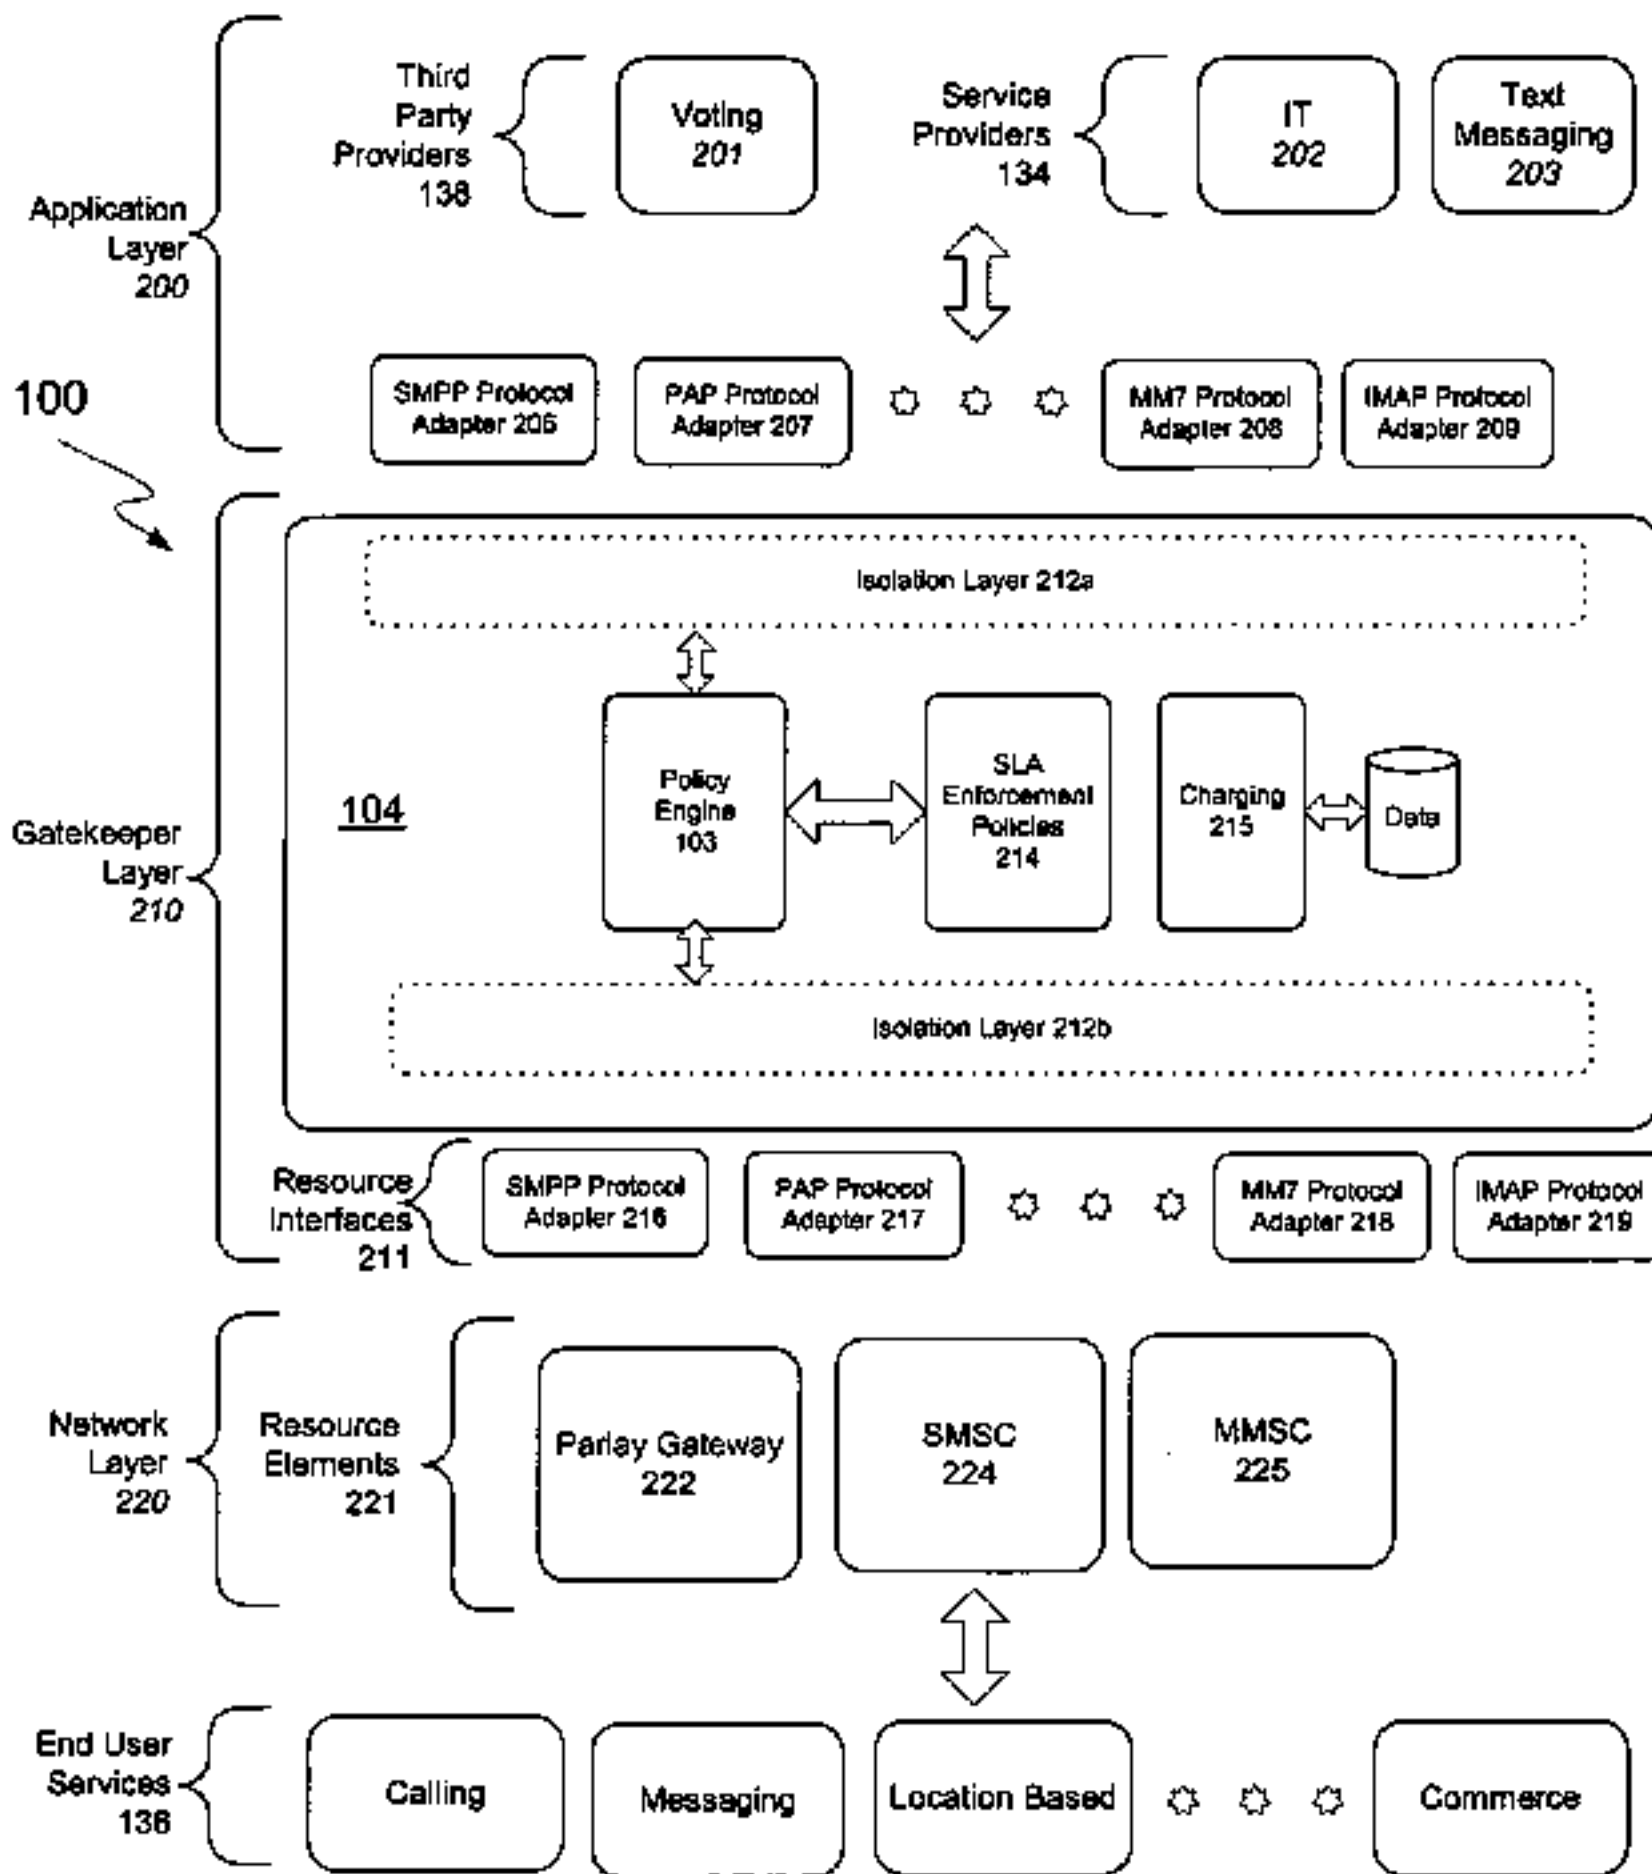 Third
Party
Providers
138
Voting
201
Service
Providers
134
IT
202
Text
Messaging
203
Application
Layer
200
100
SMPP Protocol
Adapter 206
PAP Protocol
Adapter 207
MM7 Protocol
Adapter 208
IMAP Protocol
Adapter 209
Isolation Layer 212a
Gatekeeper
Layer
210
104
Policy
Engine
103
SLA
Enforcement
Policies
214
Charging
215
Data
Isolation Layer 212b
Resource
Interfaces
211
SMPP Protocol
Adapter 216
PAP Protocol
Adapter 217
MM7 Protocol
Adapter 218
IMAP Protocol
Adapter 219
Network
Layer
220
Resource
Elements
221
Parlay Gateway
222
SMSC
224
MMSC
225
End User
Services
136
Calling
Messaging
Location Based
Commerce